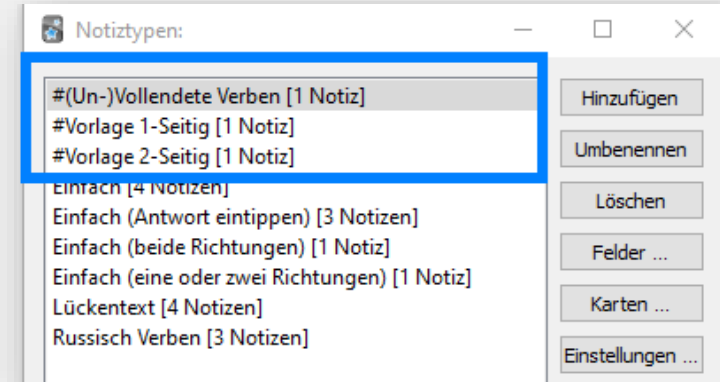 Notiztypen:
#(Un-)Vollendete Verben [1 Notiz]
#Vorlage 1-Seitig [1 Notiz]
#Vorlage 2-Seitig [1 Notiz]
Einfach [4 Notizen]
Einfach (Antwort eintippen) [3 Notizen]
Einfach (beide Richtungen) [1 Notiz]
Einfach (eine oder zwei Richtungen) [1 Notiz]
Lückentext [4 Notizen]
Russisch Verben [3 Notizen]
Hinzufügen
Umbenennen
Löschen
Felder ...
Karten ...
Einstellungen ...